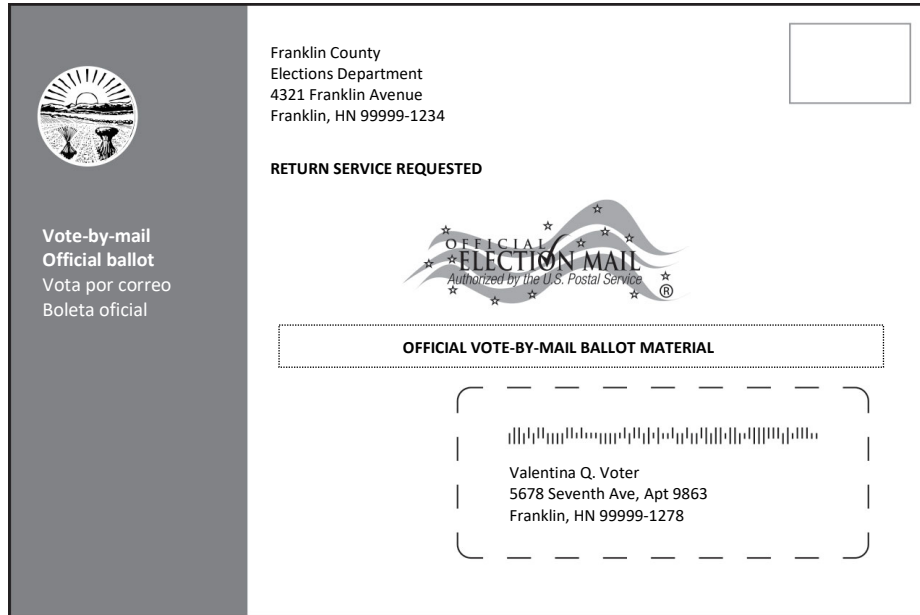 Franklin County
Elections Department
4321 Franklin Avenue
Franklin, HN 99999-1234
RETURN SERVICE REQUESTED
Vote-by-mail
Official ballot
Vota por correo
Boleta oficial
OFFICIAL
ELECTION MAIL
Authorized by the U.S. Postal Service
®
OFFICIAL VOTE-BY-MAIL BALLOT MATERIAL
Valentina Q. Voter
5678 Seventh Ave, Apt 9863
Franklin, HN 99999-1278